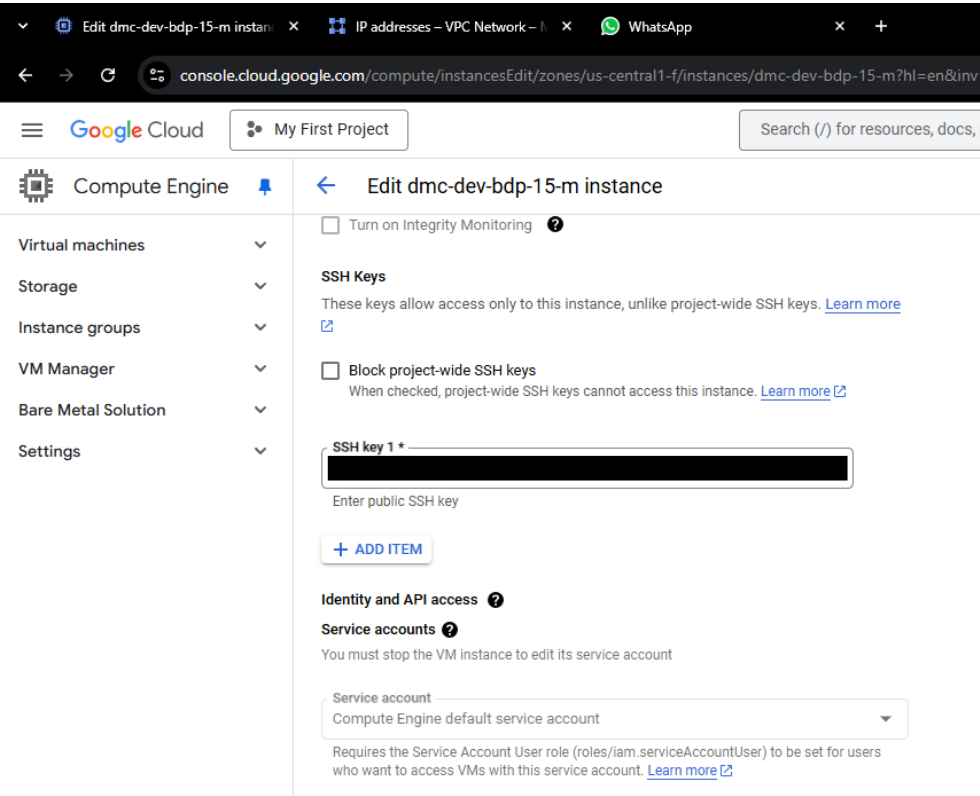 Edit dmc-dev-bdp-15-m instanc
IP addresses – VPC Network –
WhatsApp
console.cloud.google.com/compute/instancesEdit/zones/us-central1-f/instances/dmc-dev-bdp-15-m?hl=en&inv
Google Cloud
My First Project
Search (/) for resources, docs,
Compute Engine
Edit dmc-dev-bdp-15-m instance
Virtual machines
Storage
Instance groups
VM Manager
Bare Metal Solution
Settings
Turn on Integrity Monitoring
SSH Keys
These keys allow access only to this instance, unlike project-wide SSH keys. Learn more
Block project-wide SSH keys
When checked, project-wide SSH keys cannot access this instance. Learn more
SSH key 1 *
Enter public SSH key
+ ADD ITEM
Identity and API access
Service accounts
You must stop the VM instance to edit its service account
Service account
Compute Engine default service account
Requires the Service Account User role (roles/iam.serviceAccountUser) to be set for users
who want to access VMs with this service account. Learn more